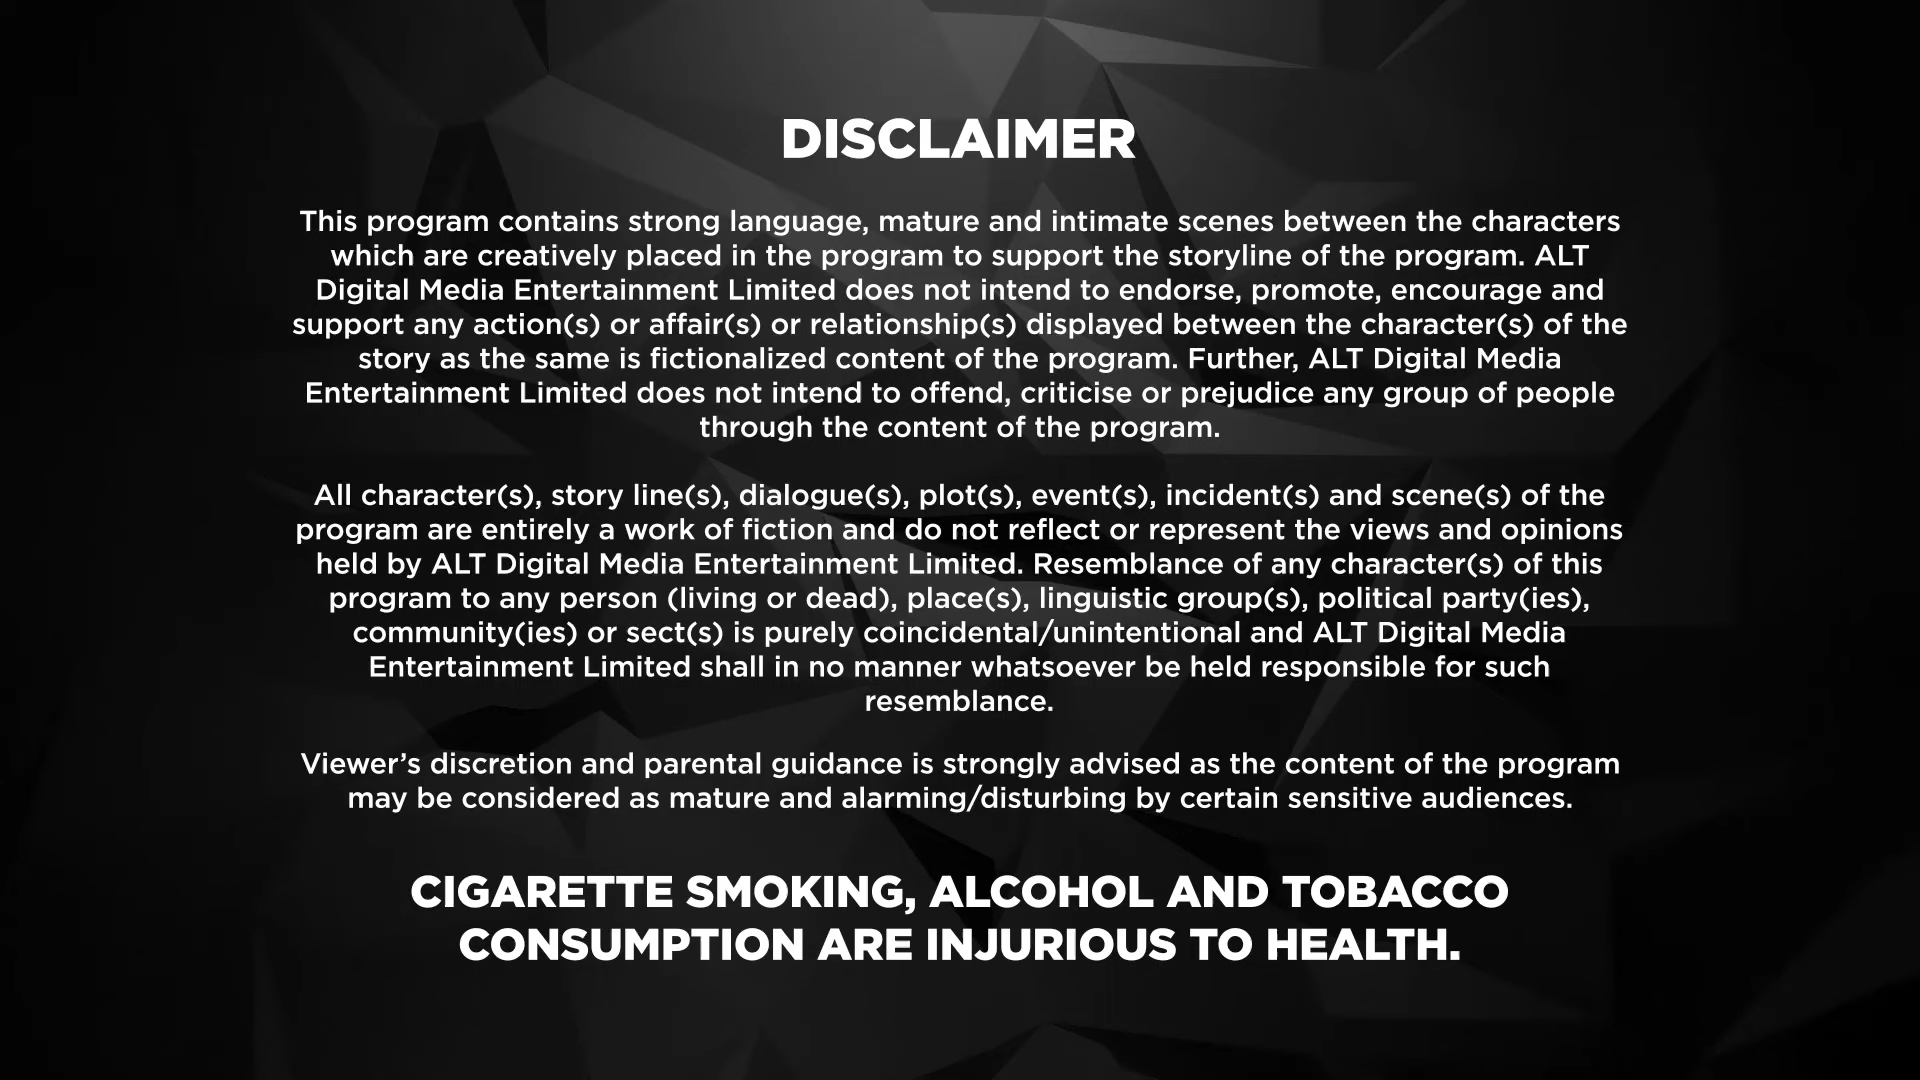 DISCLAIMER
This program contains strong language, mature and intimate scenes between the characters
which are creatively placed in the program to support the storyline of the program. ALT
Digital Media Entertainment Limited does not intend to endorse, promote, encourage and
support any action(s) or affair(s) or relationship(s) displayed between the character(s) of the
story as the same is fictionalized content of the program. Further, ALT Digital Media
Entertainment Limited does not intend to offend, criticise or prejudice any group of people
through the content of the program.
All character(s), story line(s), dialogue(s), plot(s), event(s), incident(s) and scene(s) of the
program are entirely a work of fiction and do not reflect or represent the views and opinions
held by ALT Digital Media Entertainment Limited. Resemblance of any character(s) of this
program to any person (living or dead), place(s), linguistic group(s), political party(ies),
community(ies) or sect(s) is purely coincidental/unintentional and ALT Digital Media
Entertainment Limited shall in no manner whatsoever be held responsible for such
resemblance.
Viewer’s discretion and parental guidance is strongly advised as the content of the program
may be considered as mature and alarming/disturbing by certain sensitive audiences.
CIGARETTE SMOKING, ALCOHOL AND TOBACCO
CONSUMPTION ARE INJURIOUS TO HEALTH.